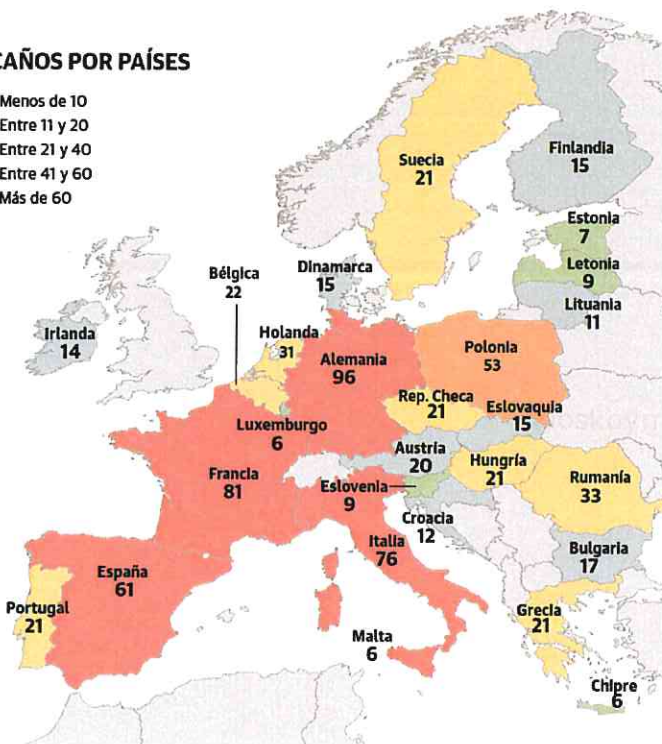 CAÑOS POR PAÍSES
Menos de 10
Entre 11 y 20
Entre 21 y 40
Entre 41 y 60
Más de 60
Suecia
21
Finlandia
15
Estonia
7
Letonia
9
Lituania
11
Dinamarca
15
Bélgica
22
Irlanda
14
Holanda
31
Alemania
96
Polonia
53
Rep. Checa
21
Eslovaquia
15
Luxemburgo
6
Austria
20
Hungría
21
Rumanía
33
Francia
81
Eslovenia
9
Croacia
12
Italia
76
Bulgaria
17
España
61
Portugal
21
Grecia
21
Malta
6
Chipre
6